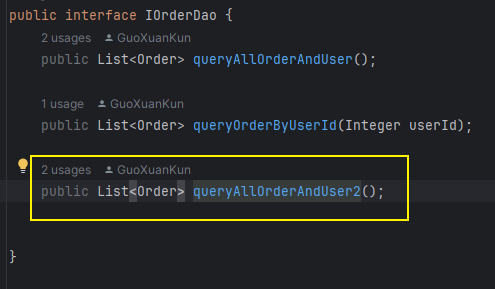 public interface IOrderDao {
2 usages GuoXuanKun
public List<Order> queryAllOrderAndUser();
1 usage GuoXuanKun
public List<Order> queryOrderByUserId(Integer userId);
2 usages GuoXuanKun
public List<Order> queryAllOrderAndUser2();
}